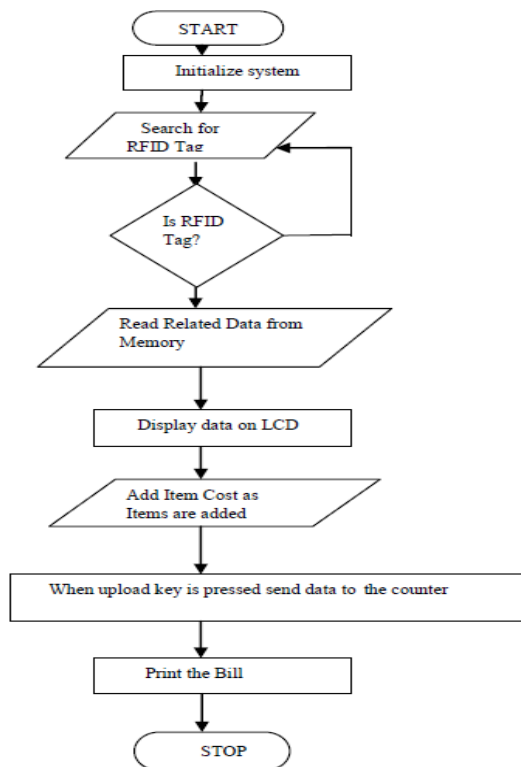 START
Initialize system
Search for
RFID Tag
Is RFID
Tag?
Read Related Data from
Memory
Display data on LCD
Add Item Cost as
Items are added
When upload key is pressed send data to the counter
Print the Bill
STOP